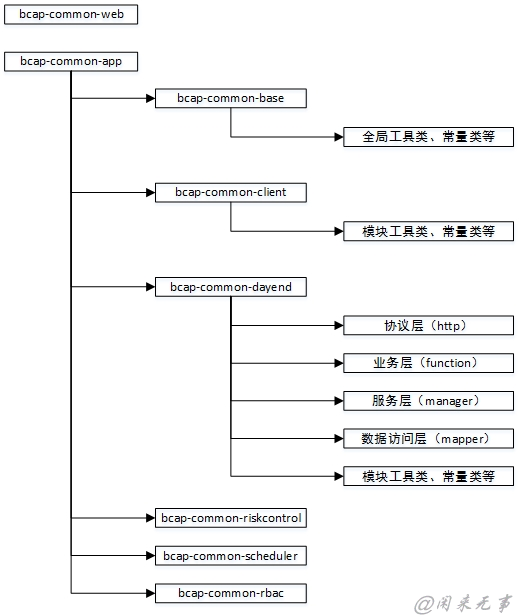 bcap-common-web
bcap-common-app
bcap-common-base
全局工具类、常量类等
bcap-common-client
模块工具类、常量类等
bcap-common-dayend
协议层（http）
业务层（function）
服务层（manager）
数据访问层（mapper）
模块工具类、常量类等
bcap-common-riskcontrol
bcap-common-scheduler
bcap-common-rbac
@闲来无事